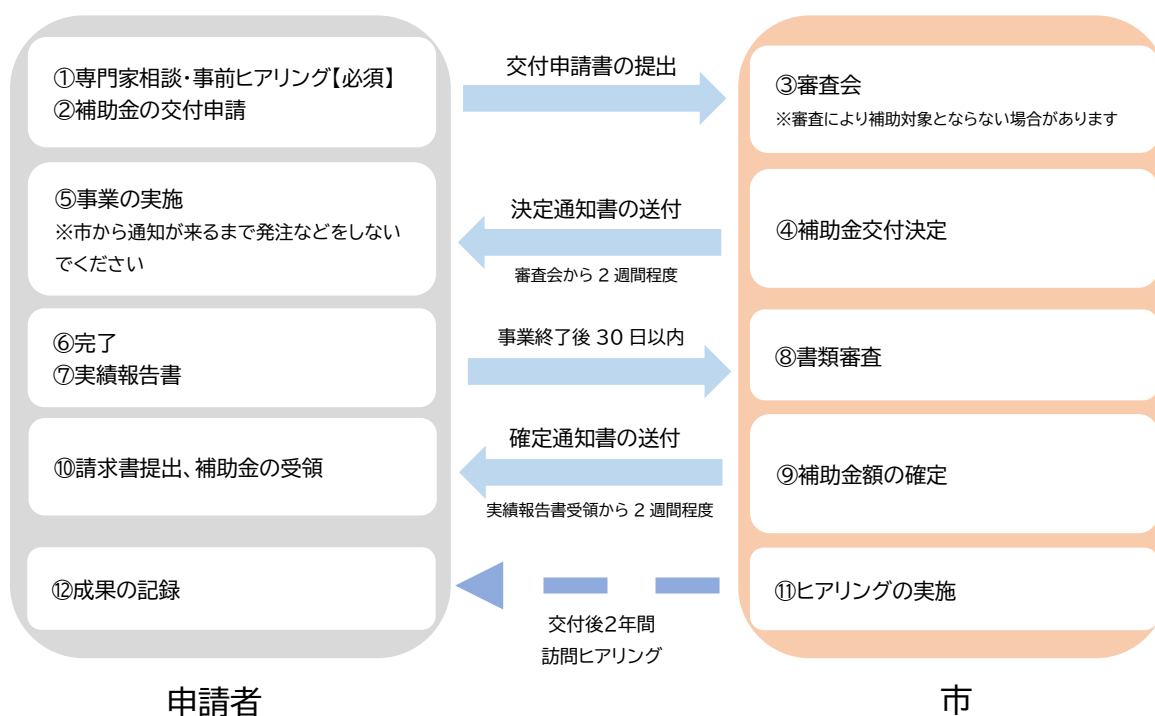 ①専門家相談・事前ヒアリング【必須】
②補助金の交付申請
交付申請書の提出
③審査会
※審査により補助対象とならない場合があります
⑤事業の実施
※市から通知が来るまで発注などをしない
でください
決定通知書の送付
審査会から 2 週間程度
④補助金交付決定
⑥完了
⑦実績報告書
事業終了後 30 日以内
⑧書類審査
⑩請求書提出、補助金の受領
確定通知書の送付
実績報告書受領から 2 週間程度
⑨補助金額の確定
⑫成果の記録
交付後2年間
訪問ヒアリング
⑪ヒアリングの実施
申請者
市